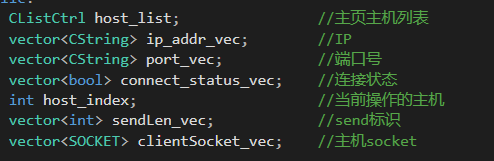 CListCtrl host_list; //主页主机列表
vector<CString> ip_addr_vec; //IP
vector<CString> port_vec; //端口号
vector<bool> connect_status_vec; //连接状态
int host_index; //当前操作的主机
vector<int> sendLen_vec; //send标识
vector<SOCKET> clientSocket_vec; //主机socket